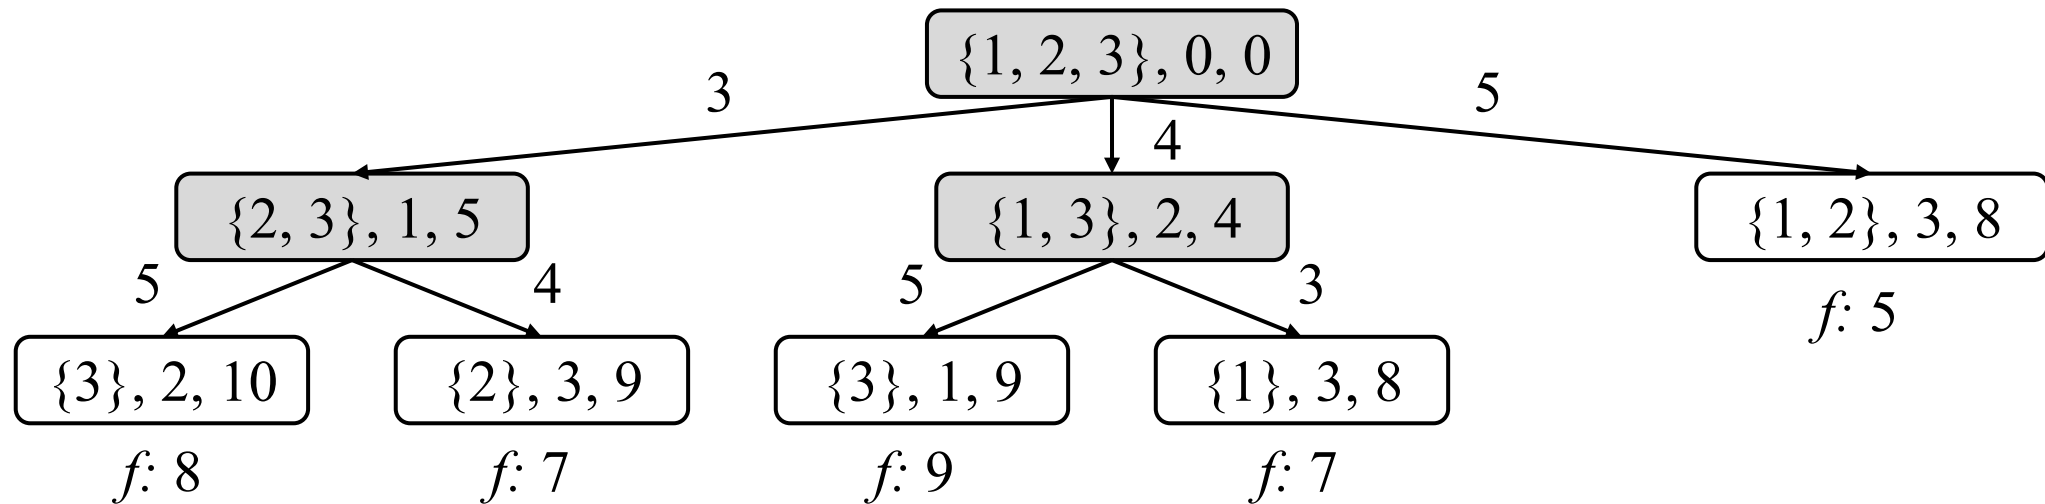 {1, 2, 3}, 0, 0
3
4
5
{2, 3}, 1, 5
{1, 3}, 2, 4
{1, 2}, 3, 8
5
4
5
3
f: 5
{3}, 2, 10
{2}, 3, 9
{3}, 1, 9
{1}, 3, 8
f: 8
f: 7
f: 9
f: 7